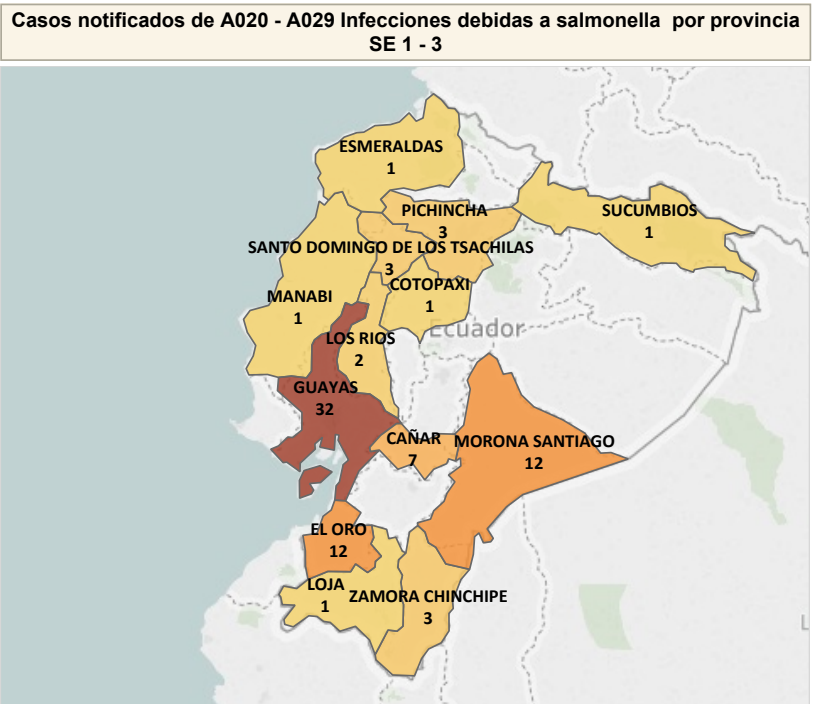 Casos notificados de A020 - A029 Infecciones debidas a salmonella por provincia
SE 1 - 3
ESMERALDAS
1
PICHINCHA
3
SUCUMBIOS
1
SANTO DOMINGO DE LOS TSACHILAS
3
COTOPAXI
1
MANABI
1
Ecuador
LOS RIOS
2
GUAYAS
32
CAÑAR
7
MORONA SANTIAGO
12
EL ORO
12
LOJA
1
ZAMORA CHINCHIPE
3
L